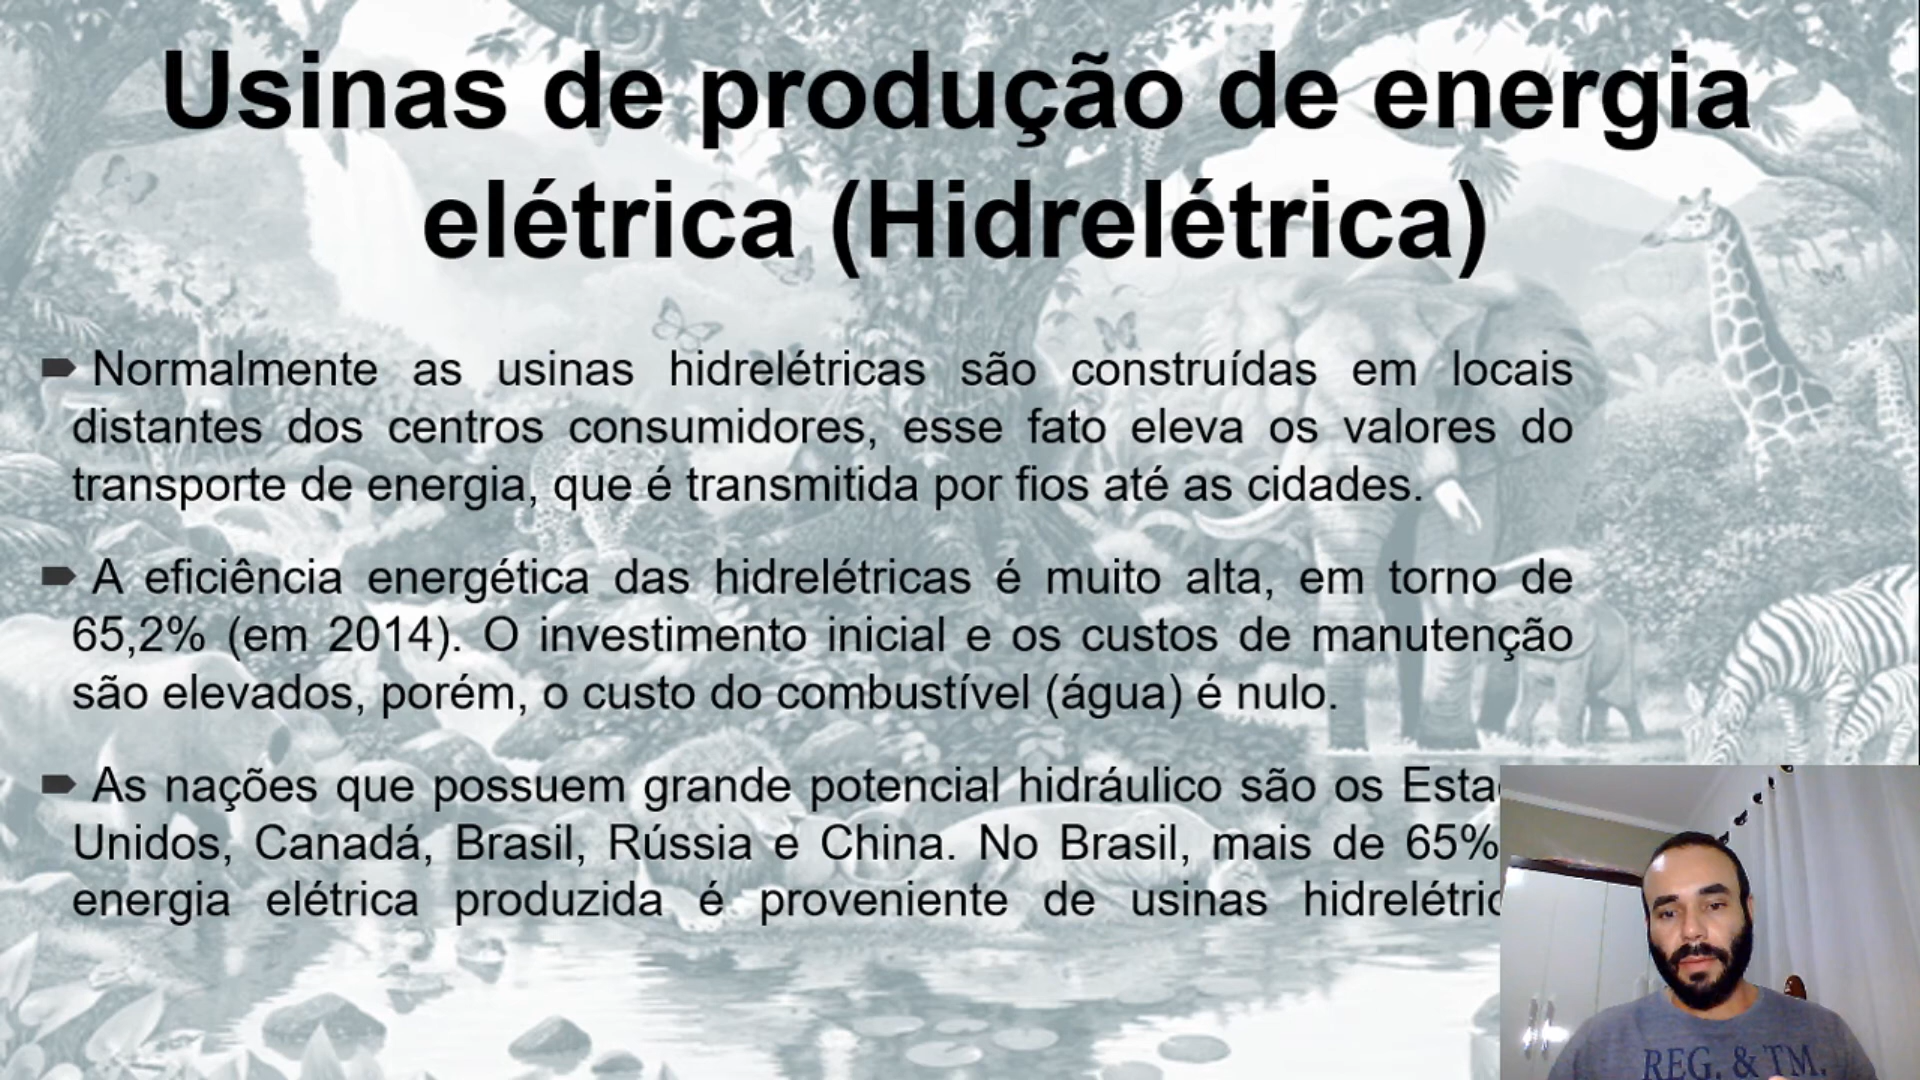 Usinas de produção de energia
elétrica (Hidrelétrica)
Normalmente as usinas hidrelétricas são construídas em locais
distantes dos centros consumidores, esse fato eleva os valores do
transporte de energia, que é transmitida por fios até as cidades.
A eficiência energética das hidrelétricas é muito alta, em torno de
65,2% (em 2014). O investimento inicial e os custos de manutenção
são elevados, porém, o custo do combustível (água) é nulo.
As nações que possuem grande potencial hidráulico são os
Unidos, Canadá, Brasil, Rússia e China. No Brasil, mais de 65%
energia elétrica produzida é proveniente de usinas
REG. & TM.